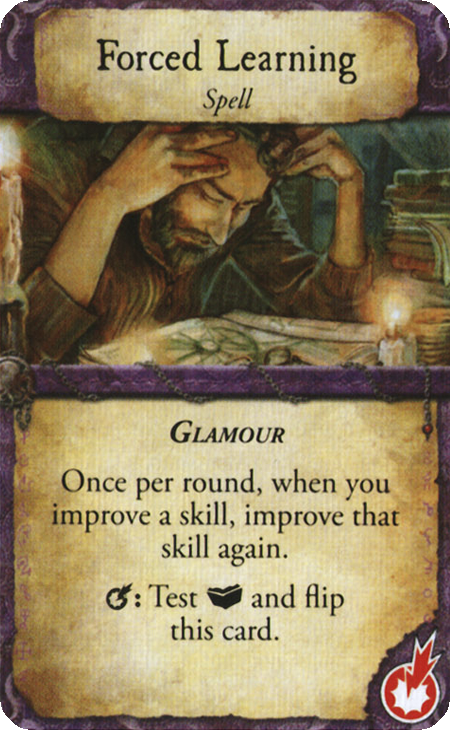 Forced Learning
Spell
GLAMOUR
Once per round, when you
improve a skill, improve that
skill again.
: Test and flip
this card.